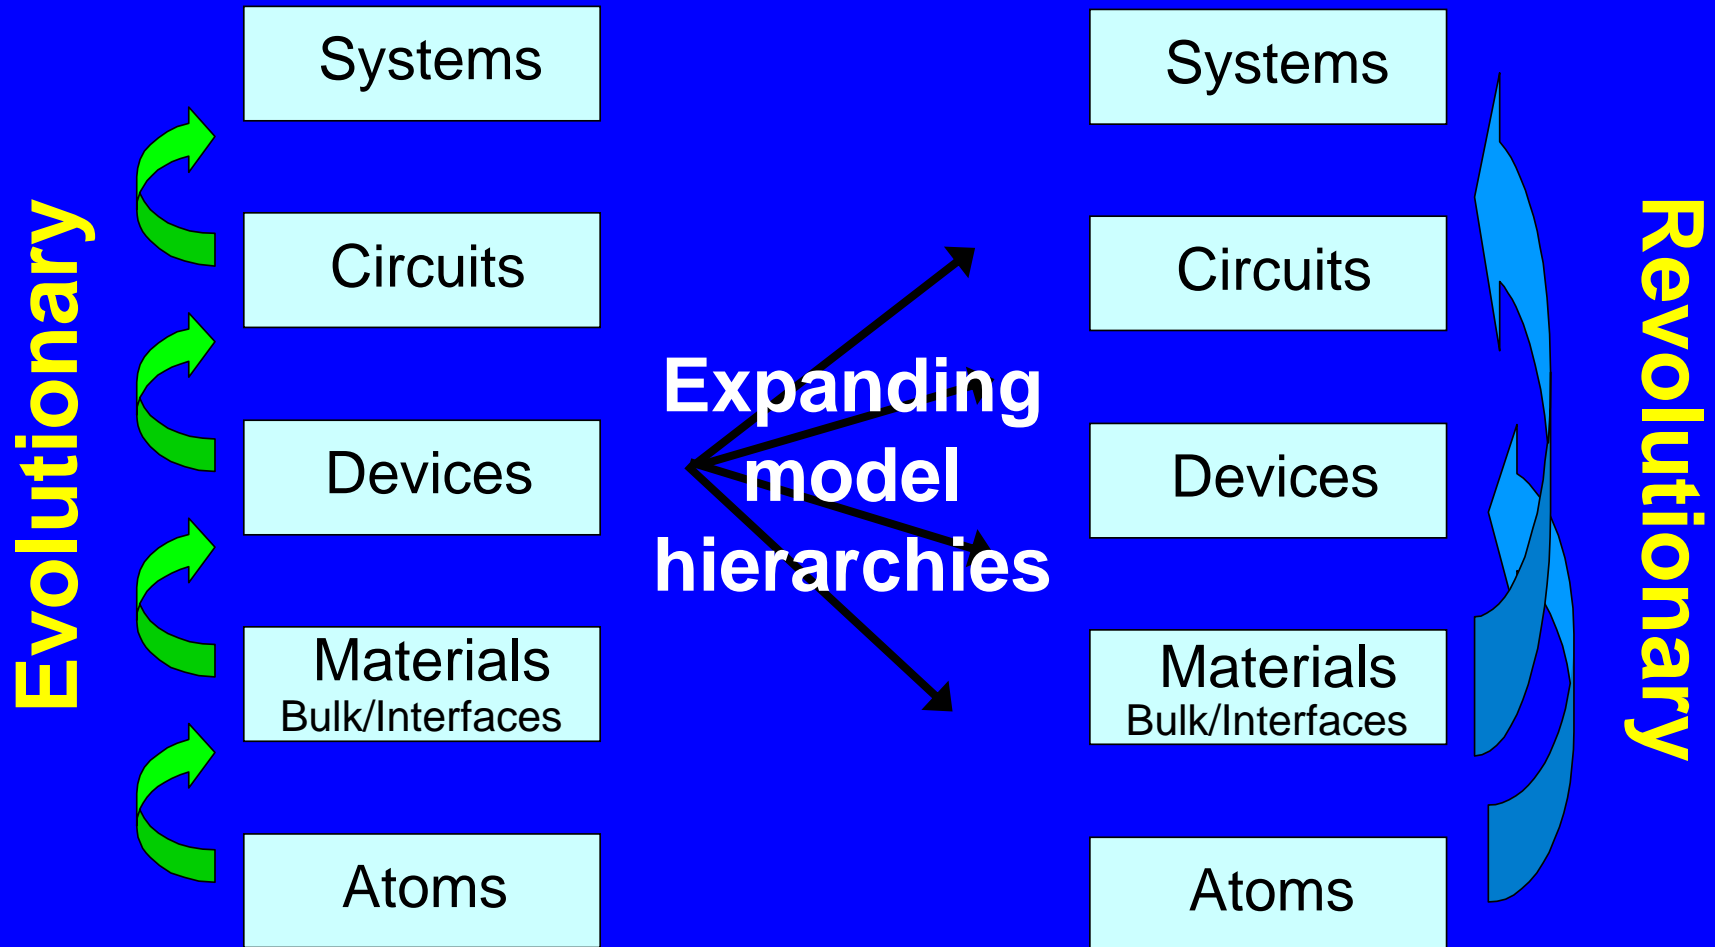 Evolutionary
Systems
Circuits
Devices
Materials
Bulk/Interfaces
Atoms
Expanding
model
hierarchies
Systems
Circuits
Devices
Materials
Bulk/Interfaces
Atoms
Revolutionary